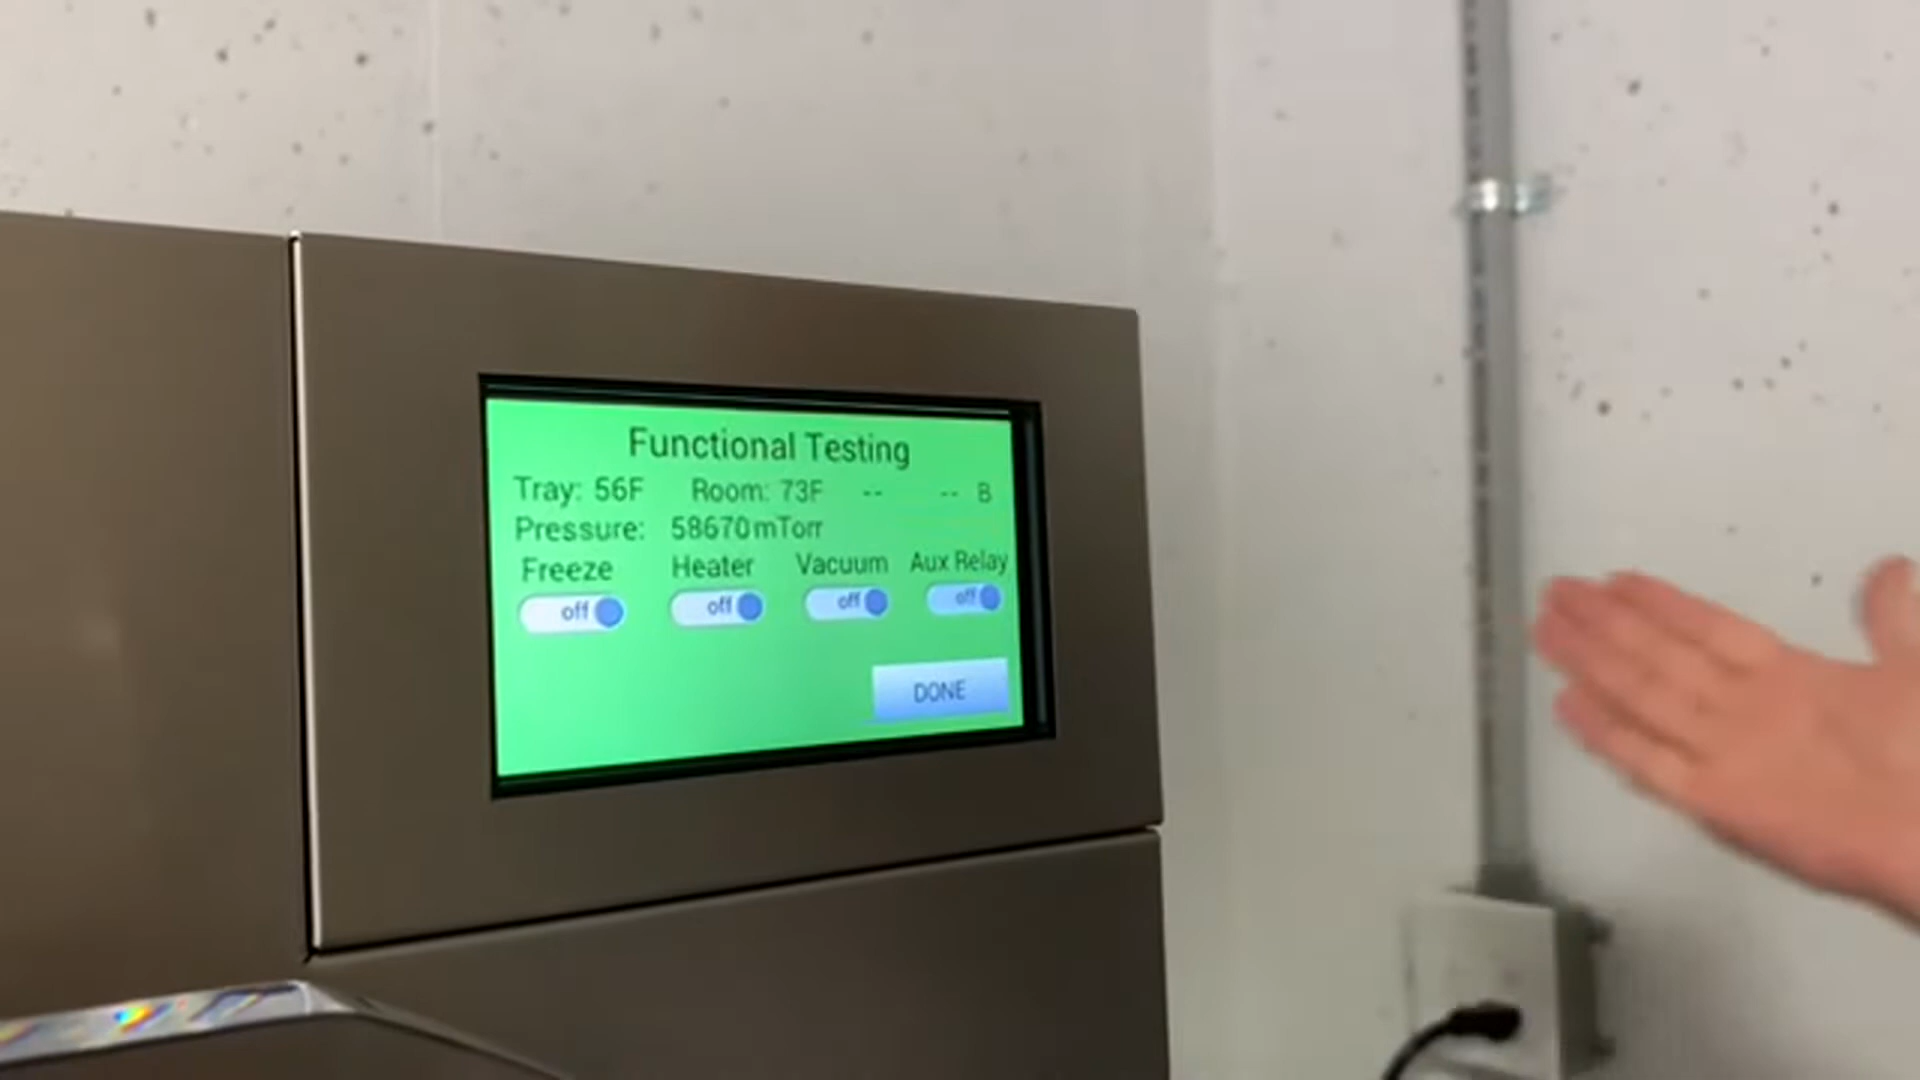 Functional Testing
Tray: 56F Room: 73F -- -- B
Pressure: 58670mTorr
Freeze Heater Vacuum Aux Relay
off off off off
DONE